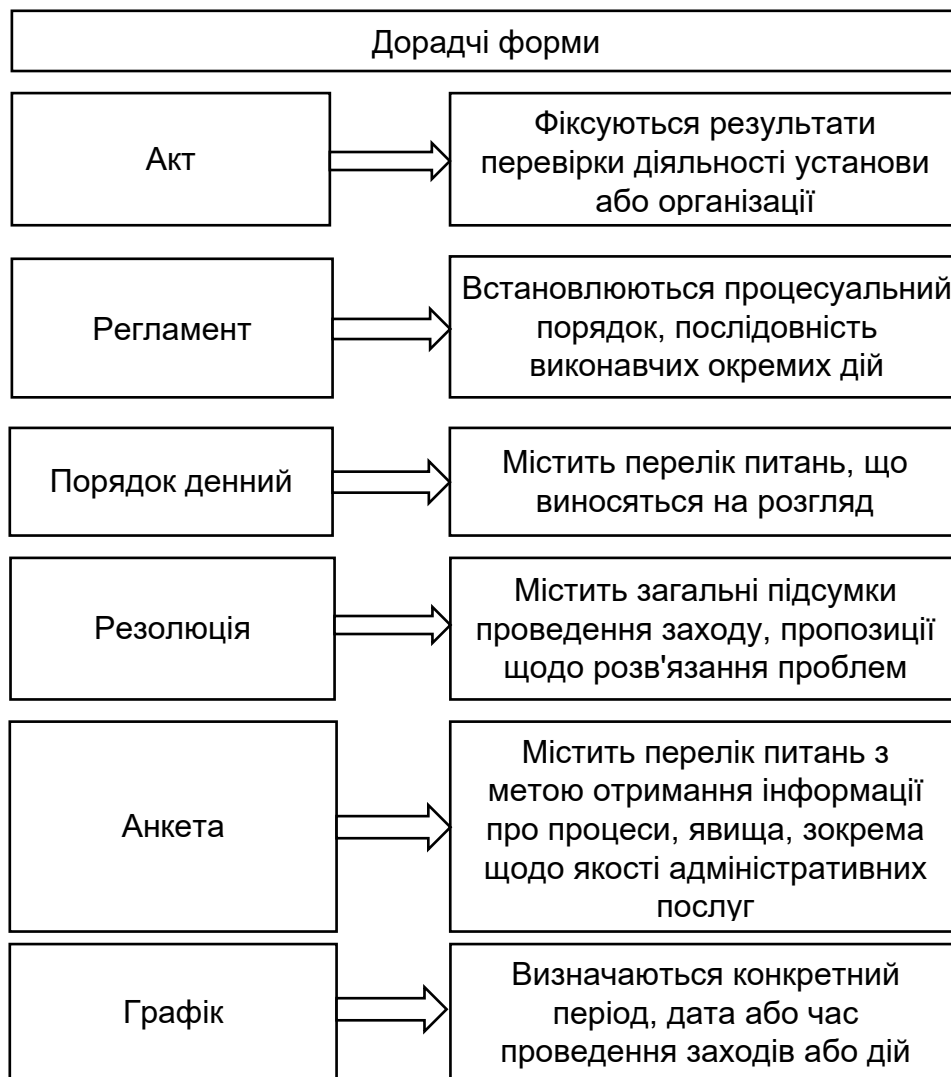 Дорадчі форми
Акт
Фіксуються результати
перевірки діяльності установи
або організації
Регламент
Встановлюються процесуальний
порядок, послідовність
виконавчих окремих дій
Порядок денний
Містить перелік питань, що
виносяться на розгляд
Резолюція
Містить загальні підсумки
проведення заходу, пропозиції
щодо розв'язання проблем
Анкета
Містить перелік питань з
метою отримання інформації
про процеси, явища, зокрема
щодо якості адміністративних
послуг
Графік
Визначаються конкретний
період, дата або час
проведення заходів або дій